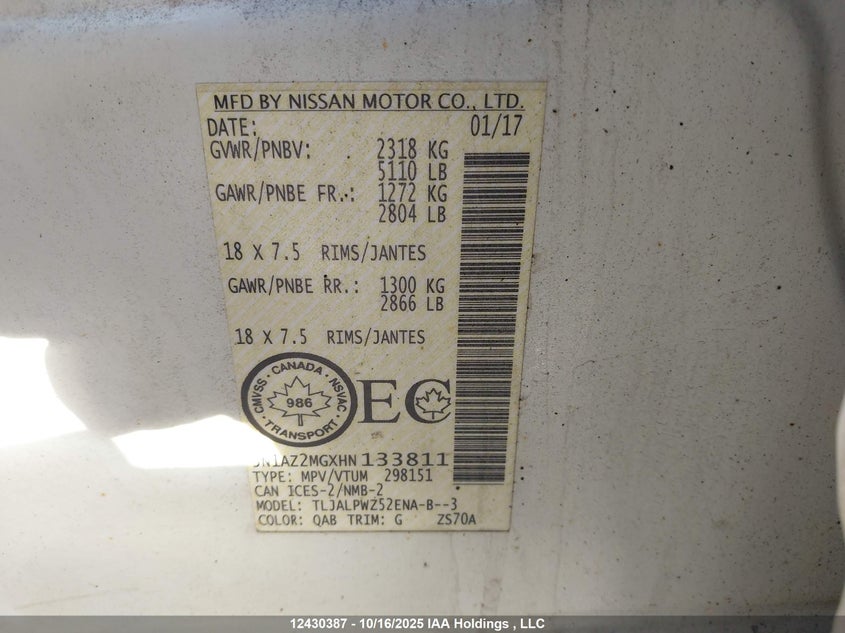 MFD BY NISSAN MOTOR CO., LTD.
DATE: 01/17
GVWR/PNBV: 2318 KG
5110 LB
GAWR/PNBE FR.: 1272 KG
2804 LB
18 X 7.5 RIMS/JANTES
GAWR/PNBE RR.: 1300 KG
2866 LB
18 X 7.5 RIMS/JANTES
CMVSS · CANADA · NSVAC · TRANSPORT ·
986
EC
JN1AZ2MGXHN133811
TYPE: MPV/VTUM 298151
CAN ICES-2/NMB-2
MODEL: TLJALPWZ52ENA-B--3
COLOR: QAB TRIM: G ZS70A
12430387 - 10/16/2025 IAA Holdings , LLC